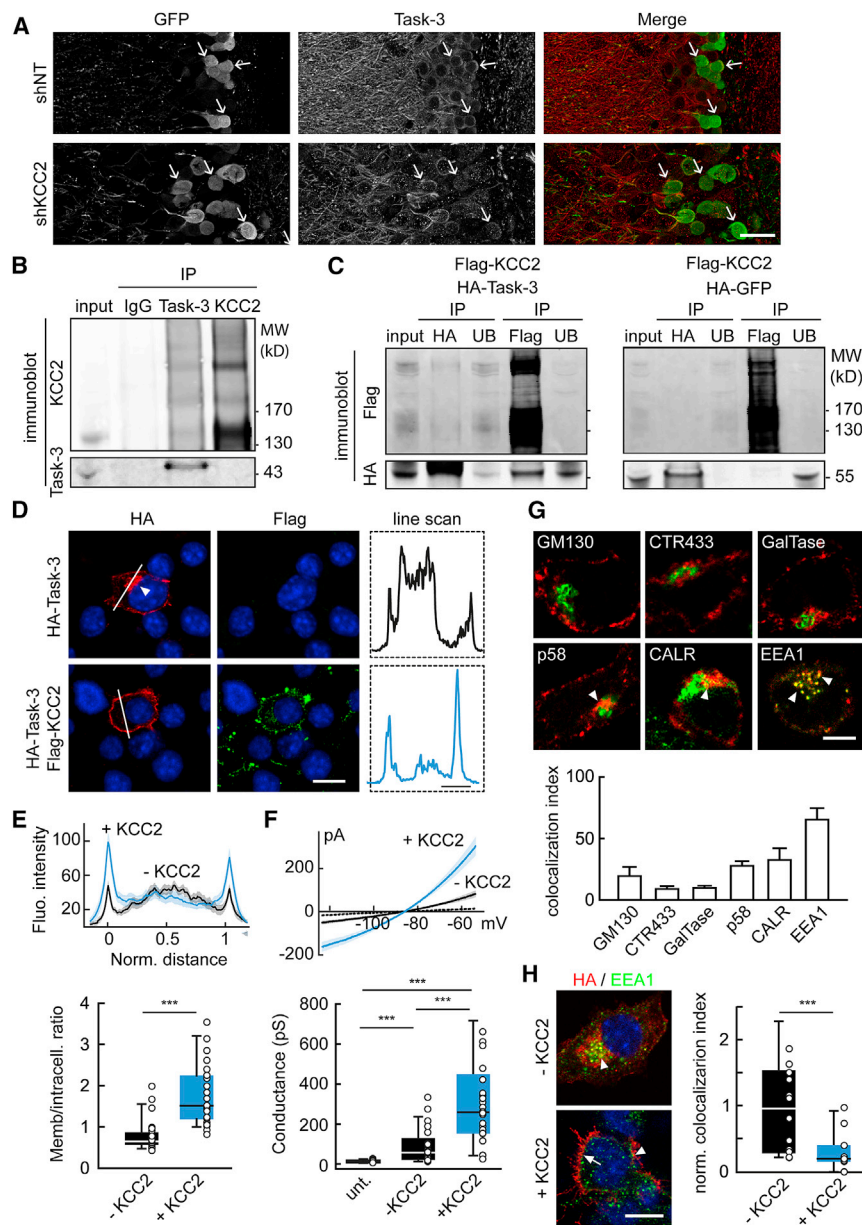 A
GFP
Task-3
Merge
shNT
shKCC2
B
IP
input
IgG
Task-3
KCC2
MW
(kD)
immunoblot
KCC2
170
130
Task-3
43
C
Flag-KCC2
HA-Task-3
Flag-KCC2
HA-GFP
IP
IP
IP
IP
input
HA
UB
Flag
UB
input
HA
UB
Flag
UB
MW
(kD)
immunoblot
Flag
170
130
HA
55
D
HA
Flag
line scan
HA-Task-3
HA-Task-3
Flag-KCC2
G
GM130
CTR433
GalTase
p58
CALR
EEA1
colocalization index
100
50
0
GM130
CTR433
GalTase
p58
CALR
EEA1
E
Fluo. intensity
100
60
20
+ KCC2
- KCC2
0
0.5
1
Norm. distance
Memb/intracell. ratio
4
3
2
1
0
***
- KCC2
+ KCC2
F
pA
200
0
-200
+ KCC2
- KCC2
-100
-80
-60
mV
Conductance (pS)
800
600
400
200
0
***
***
***
unt.
-KCC2
+KCC2
H
HA / EEA1
- KCC2
+ KCC2
norm. colocalizarion index
2
1
0
***
- KCC2
+ KCC2